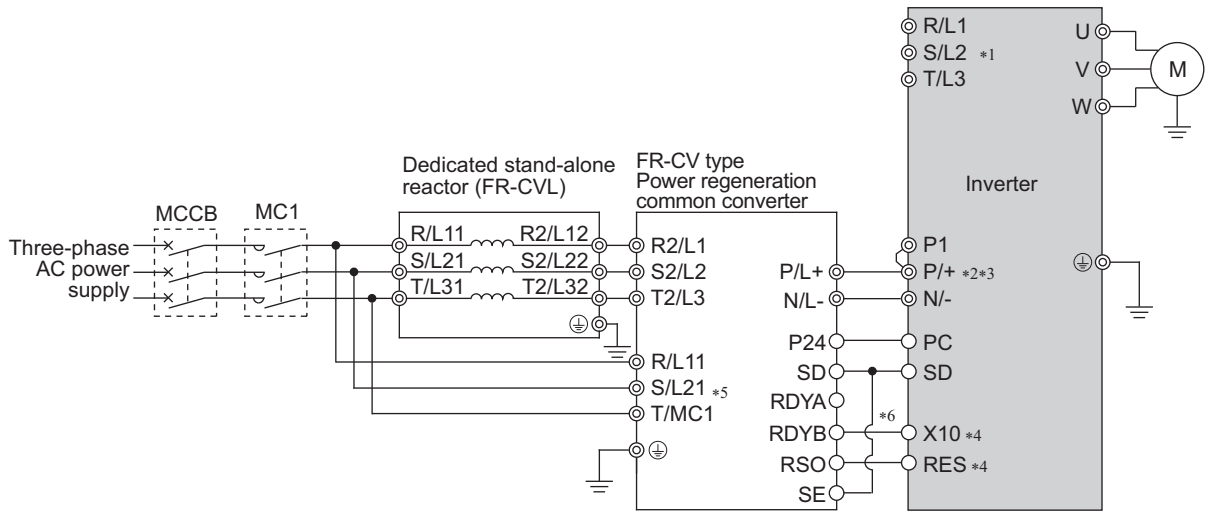 R/L1
S/L2 *1
T/L3
U
V
W
M
Dedicated stand-alone
reactor (FR-CVL)
FR-CV type
Power regeneration
common converter
Inverter
MCCB
MC1
Three-phase
AC power
supply
R/L11
R2/L12
S/L21
S2/L22
T/L31
T2/L32
R2/L1
S2/L2
T2/L3
R/L11
S/L21 *5
T/MC1
P/L+
N/L-
P24
SD
RDYA
RDYB
RSO
SE
*6
P1
P/+ *2*3
N/-
PC
SD
X10 *4
RES *4